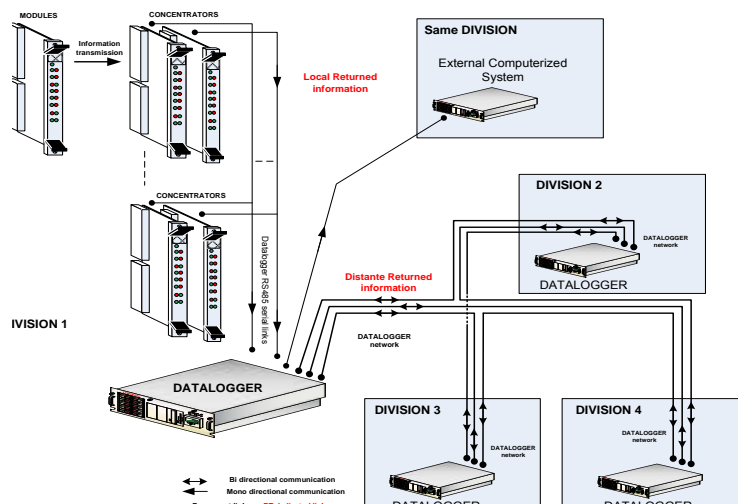 MODULES
CONCENTRATORS
Information
transmission
Local Returned
information
Same DIVISION
External Computerized
System
CONCENTRATORS
Datalogger RS485 serial links
DIVISION 2
DATALOGGER
network
DATALOGGER
Distante Returned
information
IVISION 1
DATALOGGER
network
DATALOGGER
DIVISION 3
DATALOGGER
network
DATALOGGER
DIVISION 4
DATALOGGER
network
DATALOGGER
Bi directional communication
Mono directional communication